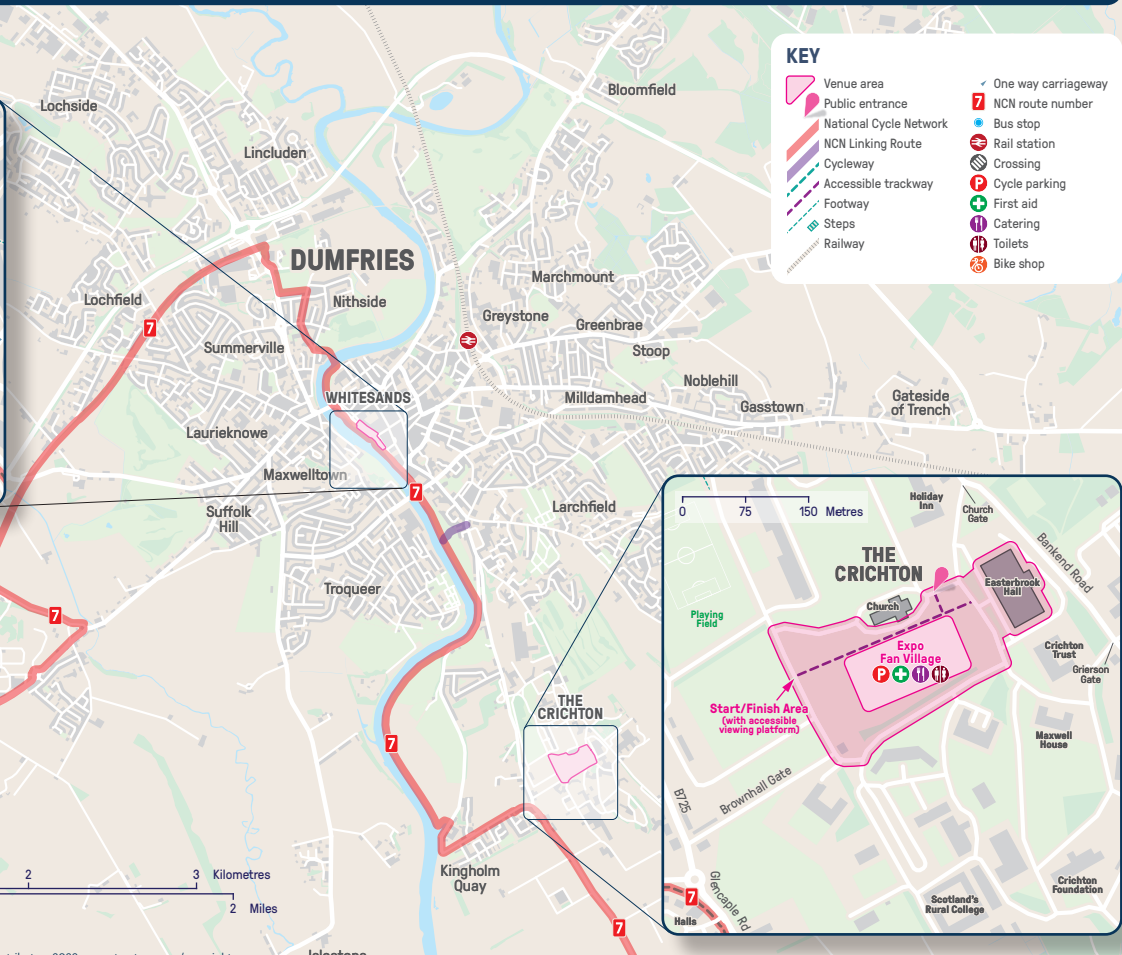 KEY
Venue area
Public entrance
National Cycle Network
NCN Linking Route
Cycleway
Accessible trackway
Footway
Steps
Railway
One way carriageway
7 NCN route number
Bus stop
Rail station
Crossing
P Cycle parking
First aid
Catering
Toilets
Bike shop
Lochside
Bloomfield
Lincluden
DUMFRIES
Marchmount
Lochfield
Nithside
7
Greystone
Greenbrae
Summerville
Stoop
Noblehill
WHITESANDS
Milldamhead
Gasstown
Gateside
of Trench
Laurieknowe
Maxwelltown
7
Suffolk
Hill
Larchfield
Troqueer
7
THE
CRICHTON
7
Kingholm
Quay
7
2
3 Kilometres
2 Miles
0
75
150 Metres
Holiday
Inn
Church
Gate
Bankend Road
THE
CRICHTON
Easterbrook
Hall
Church
Playing
Field
Expo
Fan Village
P
Crichton
Trust
Grierson
Gate
Start/Finish Area
(with accessible
viewing platform)
Maxwell
House
Brownhall Gate
B725
Glencaple Rd
7
Halls
Scotland's
Rural College
Crichton
Foundation